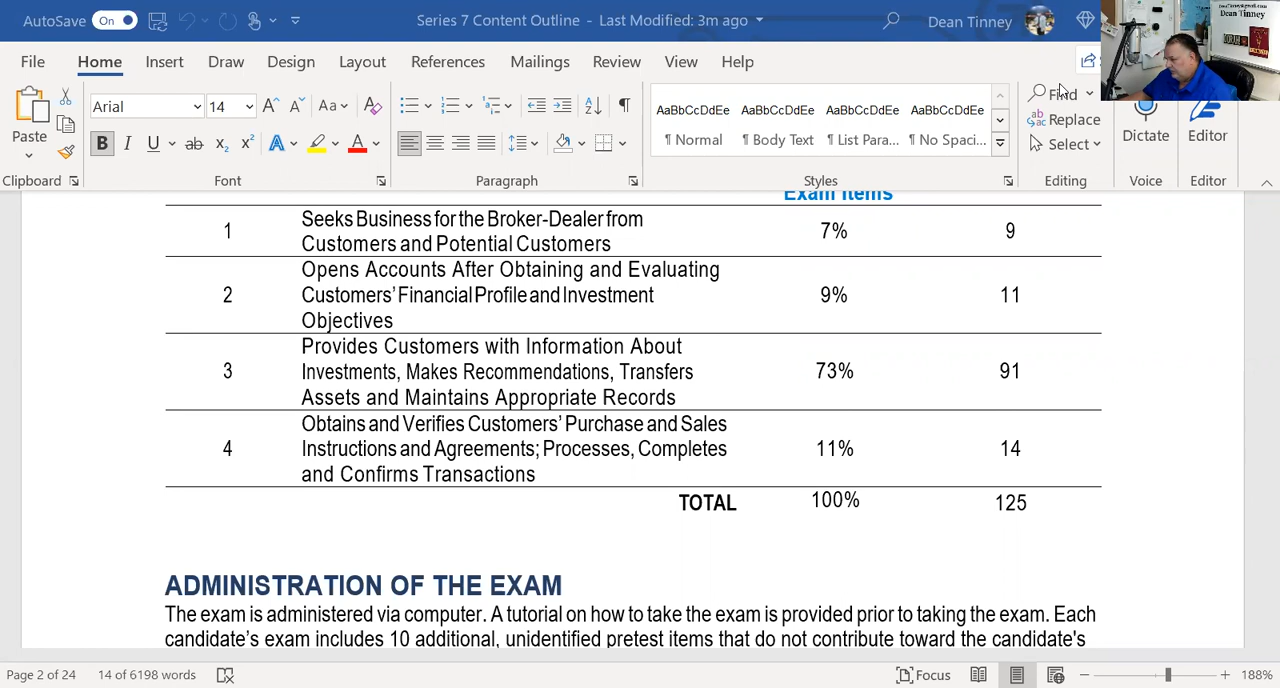 AutoSave On Series 7 Content Outline - Last Modified: 3m ago Dean Tinney
File Home Insert Draw Design Layout References Mailings Review View Help
Dean Tinney
Arial 14 A A Aa A
Paste
B I U ab x2 x2 A A
AaBbCcDdEe AaBbCcDdEe AaBbCcDdEe AaBbCcDdEe
¶ Normal ¶ Body Text ¶ List Para... ¶ No Spaci...
Find
Replace
Select
Dictate
Editor
Clipboard Font Paragraph Styles Editing Voice Editor
Exam Items
1 Seeks Business for the Broker-Dealer from 7% 9
Customers and Potential Customers
Opens Accounts After Obtaining and Evaluating
2 Customers’ Financial Profile and Investment 9% 11
Objectives
Provides Customers with Information About
3 Investments, Makes Recommendations, Transfers 73% 91
Assets and Maintains Appropriate Records
Obtains and Verifies Customers’ Purchase and Sales
4 Instructions and Agreements; Processes, Completes 11% 14
and Confirms Transactions
TOTAL 100% 125
ADMINISTRATION OF THE EXAM
The exam is administered via computer. A tutorial on how to take the exam is provided prior to taking the exam. Each
candidate’s exam includes 10 additional, unidentified pretest items that do not contribute toward the candidate's
Page 2 of 24 14 of 6198 words Focus 188%